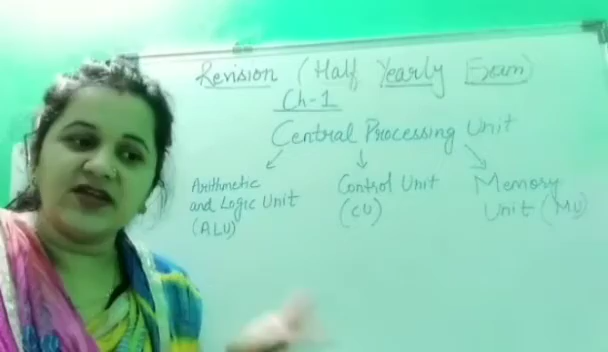 Revision (Half Yearly Exam)
Ch-1
Central Processing Unit
Arithmetic
and Logic Unit
(ALU)
Control Unit
(CU)
Memory
Unit (MU)